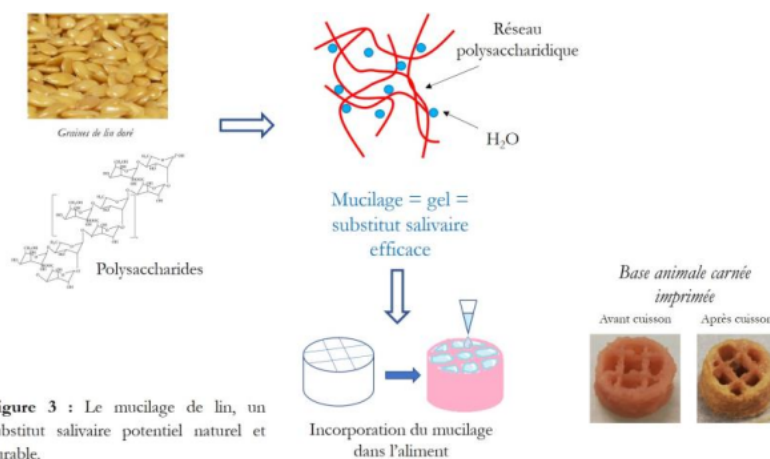 Graines de lin doré
Polysaccharides
Réseau
polysaccharidique
H₂O
Mucilage = gel =
substitut salivaire
efficace
Incorporation du mucilage
dans l'aliment
Base animale carnée
imprimée
Avant cuisson
Après cuisson
igure 3 : Le mucilage de lin, un
ubstitut salivaire potentiel naturel et
urable.